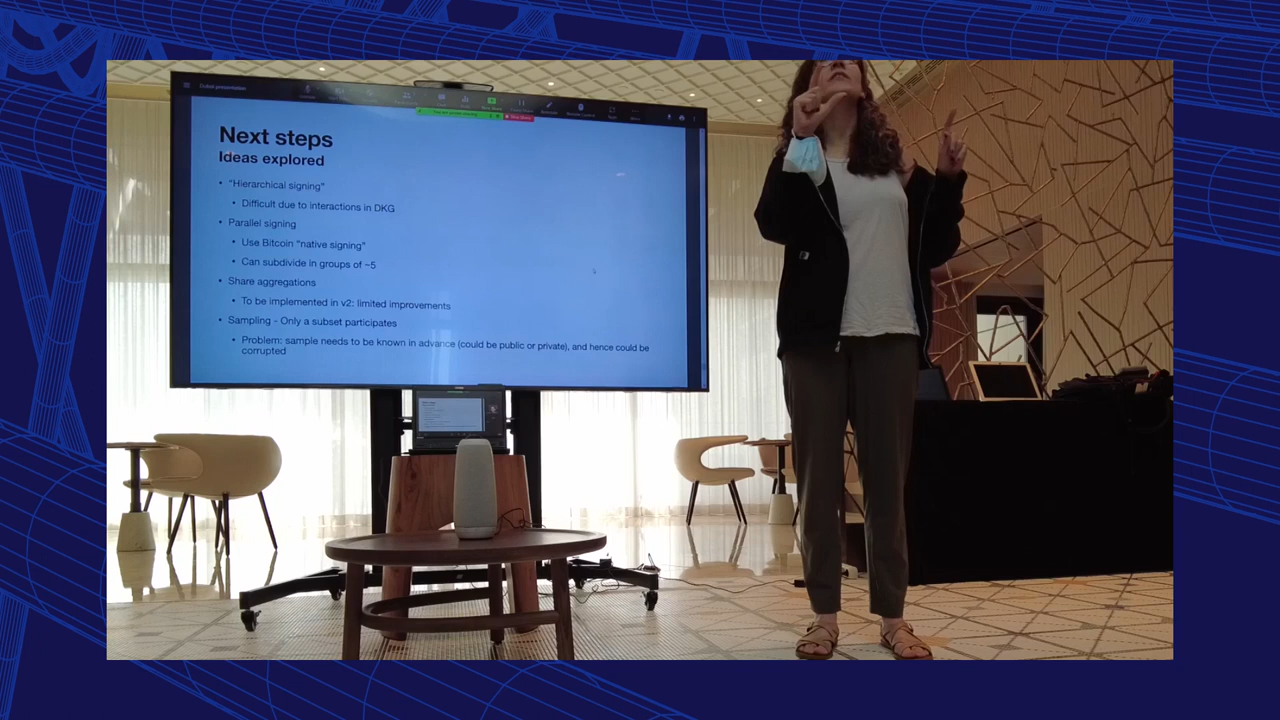 Dubai presentation
Next steps
Ideas explored
• "Hierarchical signing"
• Difficult due to interactions in DKG
• Parallel signing
• Use Bitcoin "native signing"
• Can subdivide in groups of ~5
• Share aggregations
• To be implemented in v2: limited improvements
• Sampling - Only a subset participates
• Problem: sample needs to be known in advance (could be public or private), and hence could be
corrupted